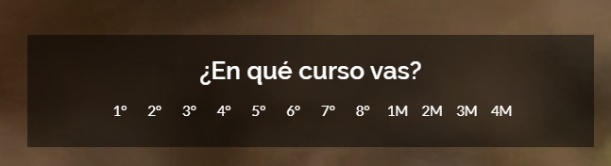 ¿En qué curso vas?
1º 2º 3º 4º 5º 6º 7º 8º 1M 2M 3M 4M